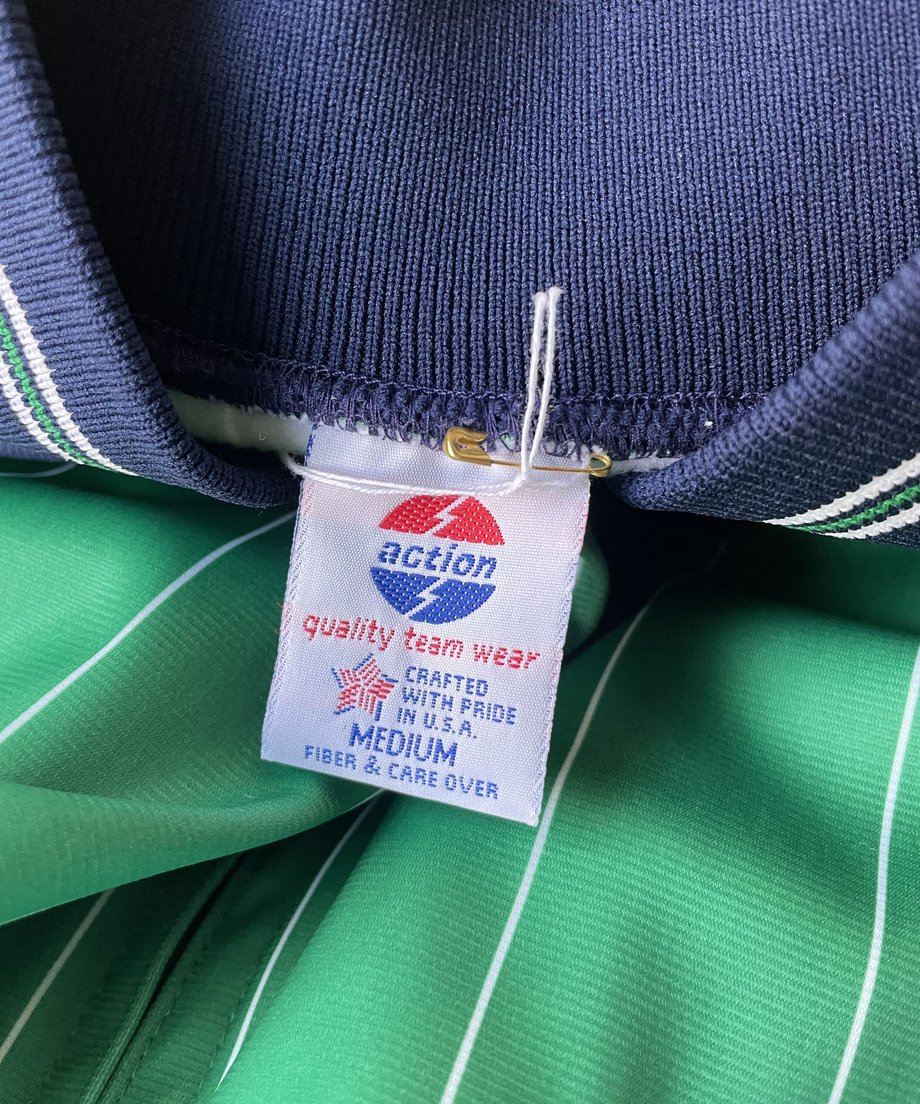 action
quality team wear
CRAFTED
WITH PRIDE
IN U.S.A.
MEDIUM
FIBER & CARE OVER